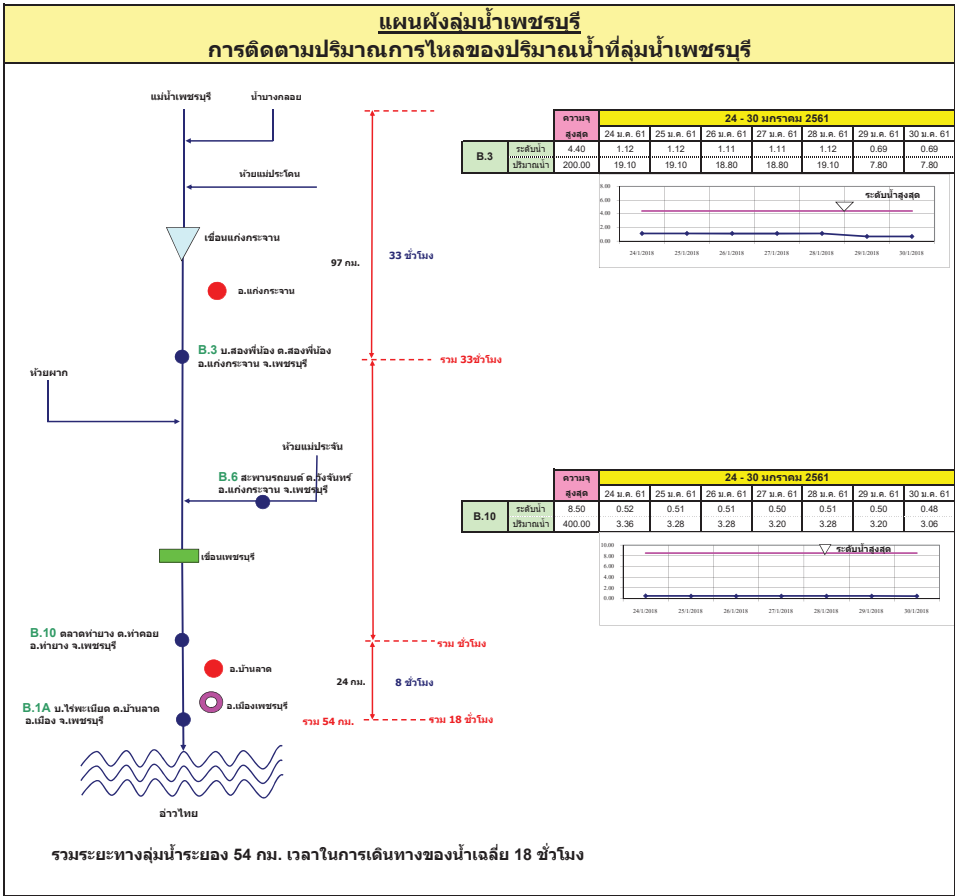 แผนผังลุ่มน้ำเพชรบุรี
การติดตามปริมาณการไหลของปริมาณน้ำที่ลุ่มน้ำเพชรบุรี
แม่น้ำเพชรบุรี น้ำบางกลอย
ห้วยแม่ประโดน
เขื่อนแก่งกระจาน
97 กม. 33 ชั่วโมง
อ.แก่งกระจาน
B.3 บ.สองพี่น้อง ต.สองพี่น้อง
อ.แก่งกระจาน จ.เพชรบุรี
รวม 33ชั่วโมง
ห้วยผาก
ห้วยแม่ประจัน
B.6 สะพานรถยนต์ ต.วังจันทร์
อ.แก่งกระจาน จ.เพชรบุรี
เขื่อนเพชรบุรี
B.10 ตลาดท่ายาง ต.ท่าคอย
อ.ท่ายาง จ.เพชรบุรี
รวม ชั่วโมง
อ.บ้านลาด
24 กม. 8 ชั่วโมง
อ.เมืองเพชรบุรี
B.1A บ.ไร่พะเนียด ต.บ้านลาด
อ.เมือง จ.เพชรบุรี
รวม 54 กม. รวม 18 ชั่วโมง
อ่าวไทย
รวมระยะทางลุ่มน้ำระยอง 54 กม. เวลาในการเดินทางของน้ำเฉลี่ย 18 ชั่วโมง
ความจุ 24 - 30 มกราคม 2561
สูงสุด 24 ม.ค. 61 25 ม.ค. 61 26 ม.ค. 61 27 ม.ค. 61 28 ม.ค. 61 29 ม.ค. 61 30 ม.ค. 61
B.3
ระดับน้ำ 4.40 1.12 1.12 1.11 1.11 1.12 0.69 0.69
ปริมาณน้ำ 200.00 19.10 19.10 18.80 18.80 19.10 7.80 7.80
8.00
ระดับน้ำสูงสุด
6.00
4.00
2.00
0.00
24/1/2018 25/1/2018 26/1/2018 27/1/2018 28/1/2018 29/1/2018 30/1/2018
ความจุ 24 - 30 มกราคม 2561
สูงสุด 24 ม.ค. 61 25 ม.ค. 61 26 ม.ค. 61 27 ม.ค. 61 28 ม.ค. 61 29 ม.ค. 61 30 ม.ค. 61
B.10
ระดับน้ำ 8.50 0.52 0.51 0.51 0.50 0.51 0.50 0.48
ปริมาณน้ำ 400.00 3.36 3.28 3.28 3.20 3.28 3.20 3.06
10.00
ระดับน้ำสูงสุด
8.00
6.00
4.00
2.00
0.00
24/1/2018 25/1/2018 26/1/2018 27/1/2018 28/1/2018 29/1/2018 30/1/2018